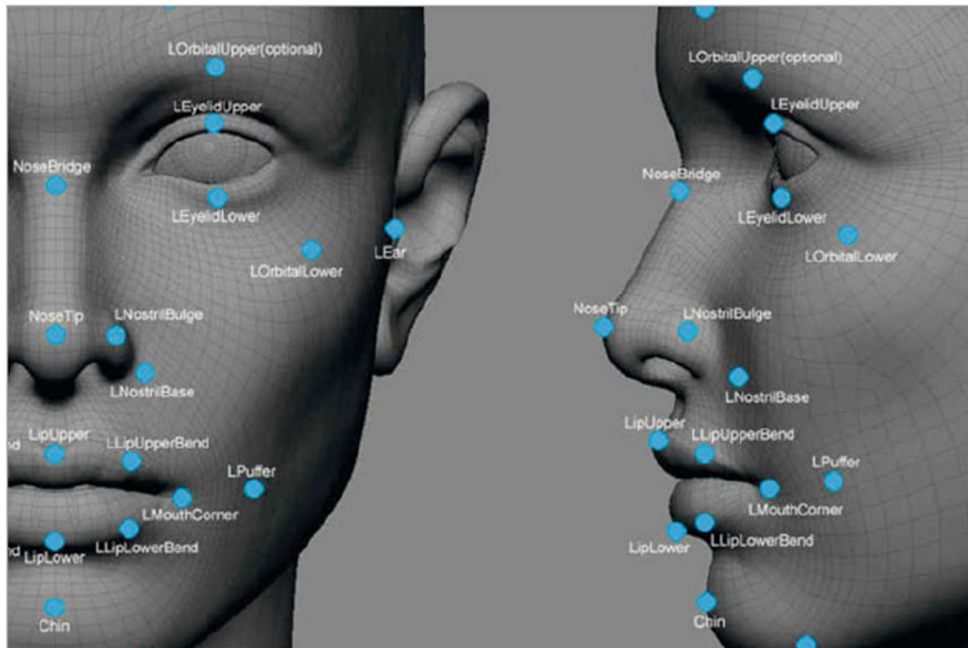 LOrbitalUpper(optional)
LEyelidUpper
NoseBridge
LEyelidLower
LEar
LOrbitalLower
NoseTip
LNostrilBulge
LNostrilBase
LipUpper
LLipUpperBend
LPuffer
LMouthCorner
LLipLowerBend
LipLower
Chin
LOrbitalUpper(optional)
LEyelidUpper
NoseBridge
LEyelidLower
LOrbitalLower
NoseTip
LNostrilBulge
LNostrilBase
LipUpper
LLipUpperBend
LPuffer
LMouthCorner
LipLower
LLipLowerBend
Chin